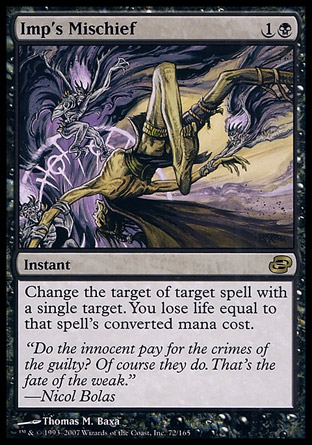 Imp's Mischief 1
Instant
Change the target of target spell with
a single target. You lose life equal to
that spell's converted mana cost.
"Do the innocent pay for the crimes of
the guilty? Of course they do. That's the
fate of the weak."
—Nicol Bolas
Thomas M. Baxa
™ & © 1993-2007 Wizards of the Coast, Inc. 72/165